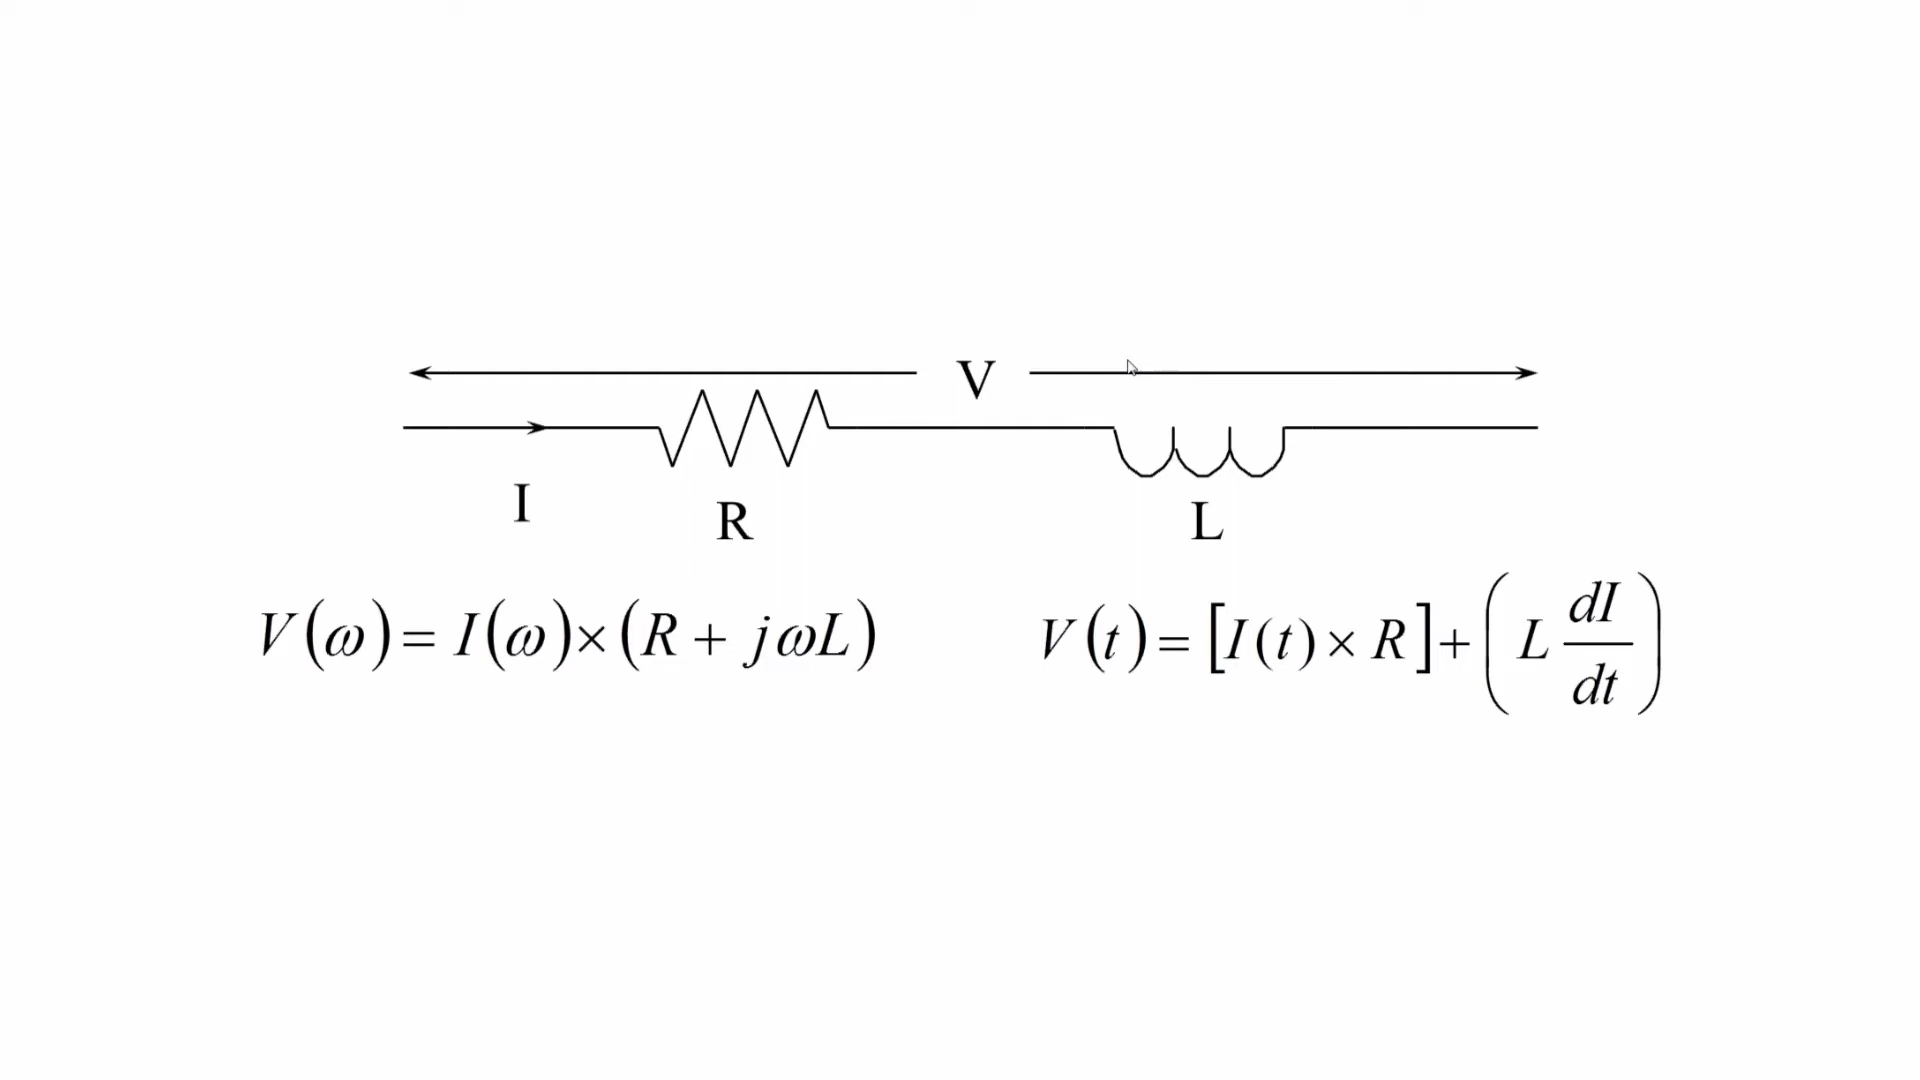 V
I
R
L
V(ω) = I(ω)×(R + jωL)
V(t) = [I(t)× R]+(L dI/dt)